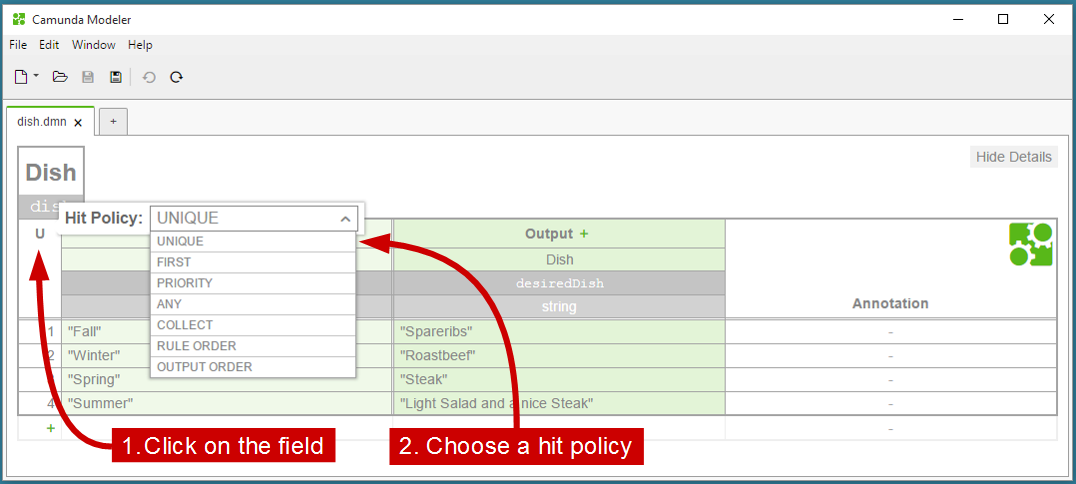 Camunda Modeler
File Edit Window Help
dish.dmn x +
Hide Details
Dish
Hit Policy: UNIQUE
U
UNIQUE
FIRST
PRIORITY
ANY
COLLECT
RULE ORDER
OUTPUT ORDER
Output +
Dish
desiredDish
string
Annotation
1 "Fall" "Spareribs" -
2 "Winter" "Roastbeef" -
"Spring" "Steak" -
4 "Summer" "Light Salad and a nice Steak" -
+ -
1. Click on the field
2. Choose a hit policy